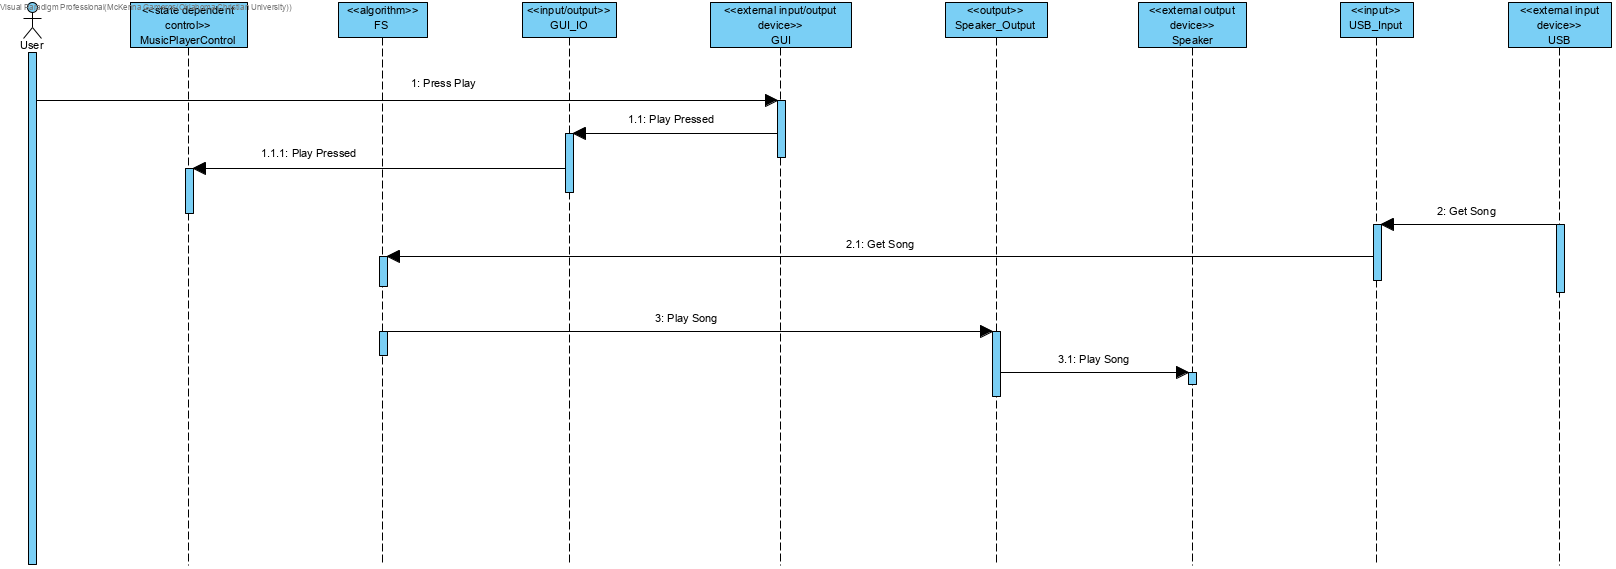 Visual Paradigm Professional(McKenna
University))
User
<<state dependent
control>>
MusicPlayerControl
<<algorithm>>
FS
<<input/output>>
GUI_IO
<<external input/output
device>>
GUI
<<output>>
Speaker_Output
<<external output
device>>
Speaker
<<input>>
USB_Input
<<external input
device>>
USB
1: Press Play
1.1: Play Pressed
1.1.1: Play Pressed
2: Get Song
2.1: Get Song
3: Play Song
3.1: Play Song